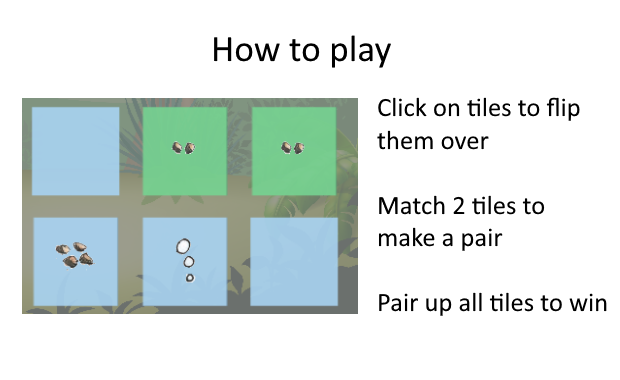 How to play
Click on tiles to flip
them over
Match 2 tiles to
make a pair
Pair up all tiles to win